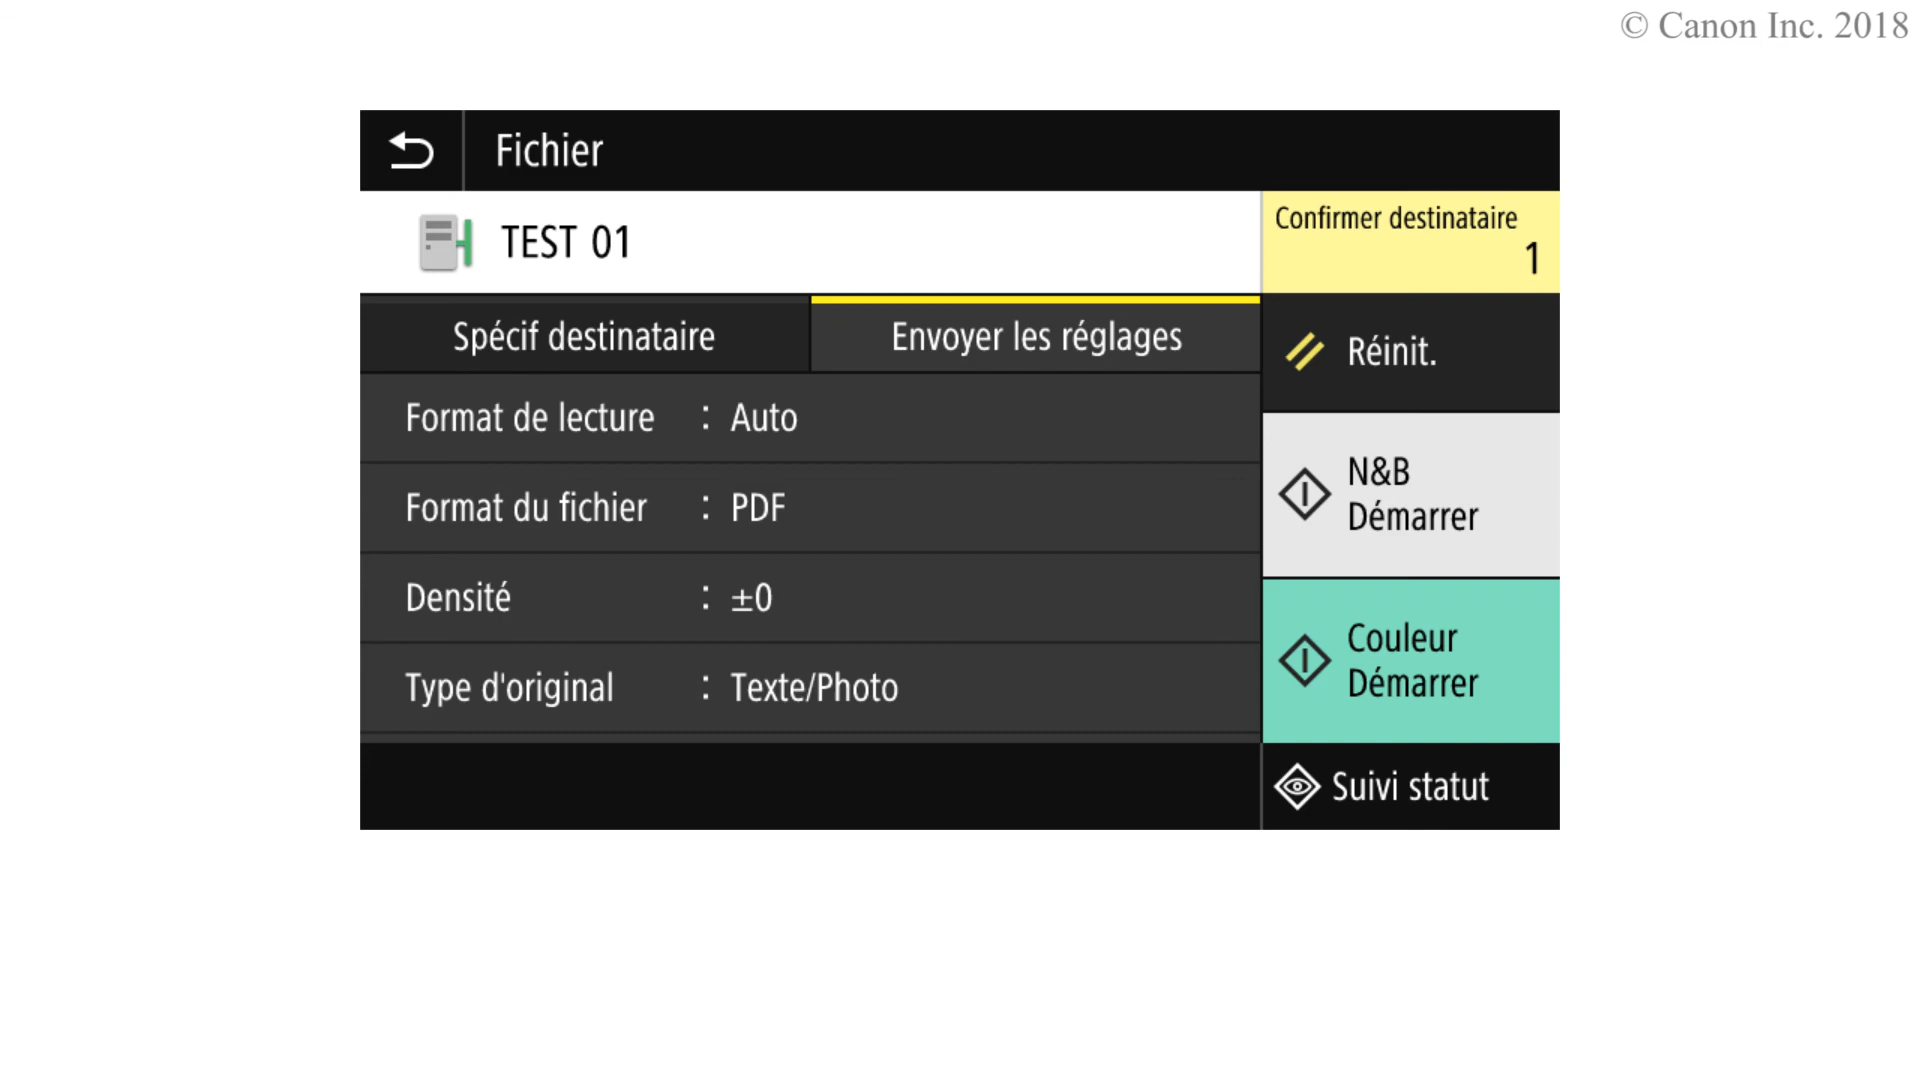 © Canon Inc. 2018
Fichier
TEST 01
Confirmer destinataire
1
Spécif destinataire
Envoyer les réglages
Réinit.
Format de lecture : Auto
Format du fichier : PDF
Densité : ±0
Type d'original : Texte/Photo
N&B
Démarrer
Couleur
Démarrer
Suivi statut